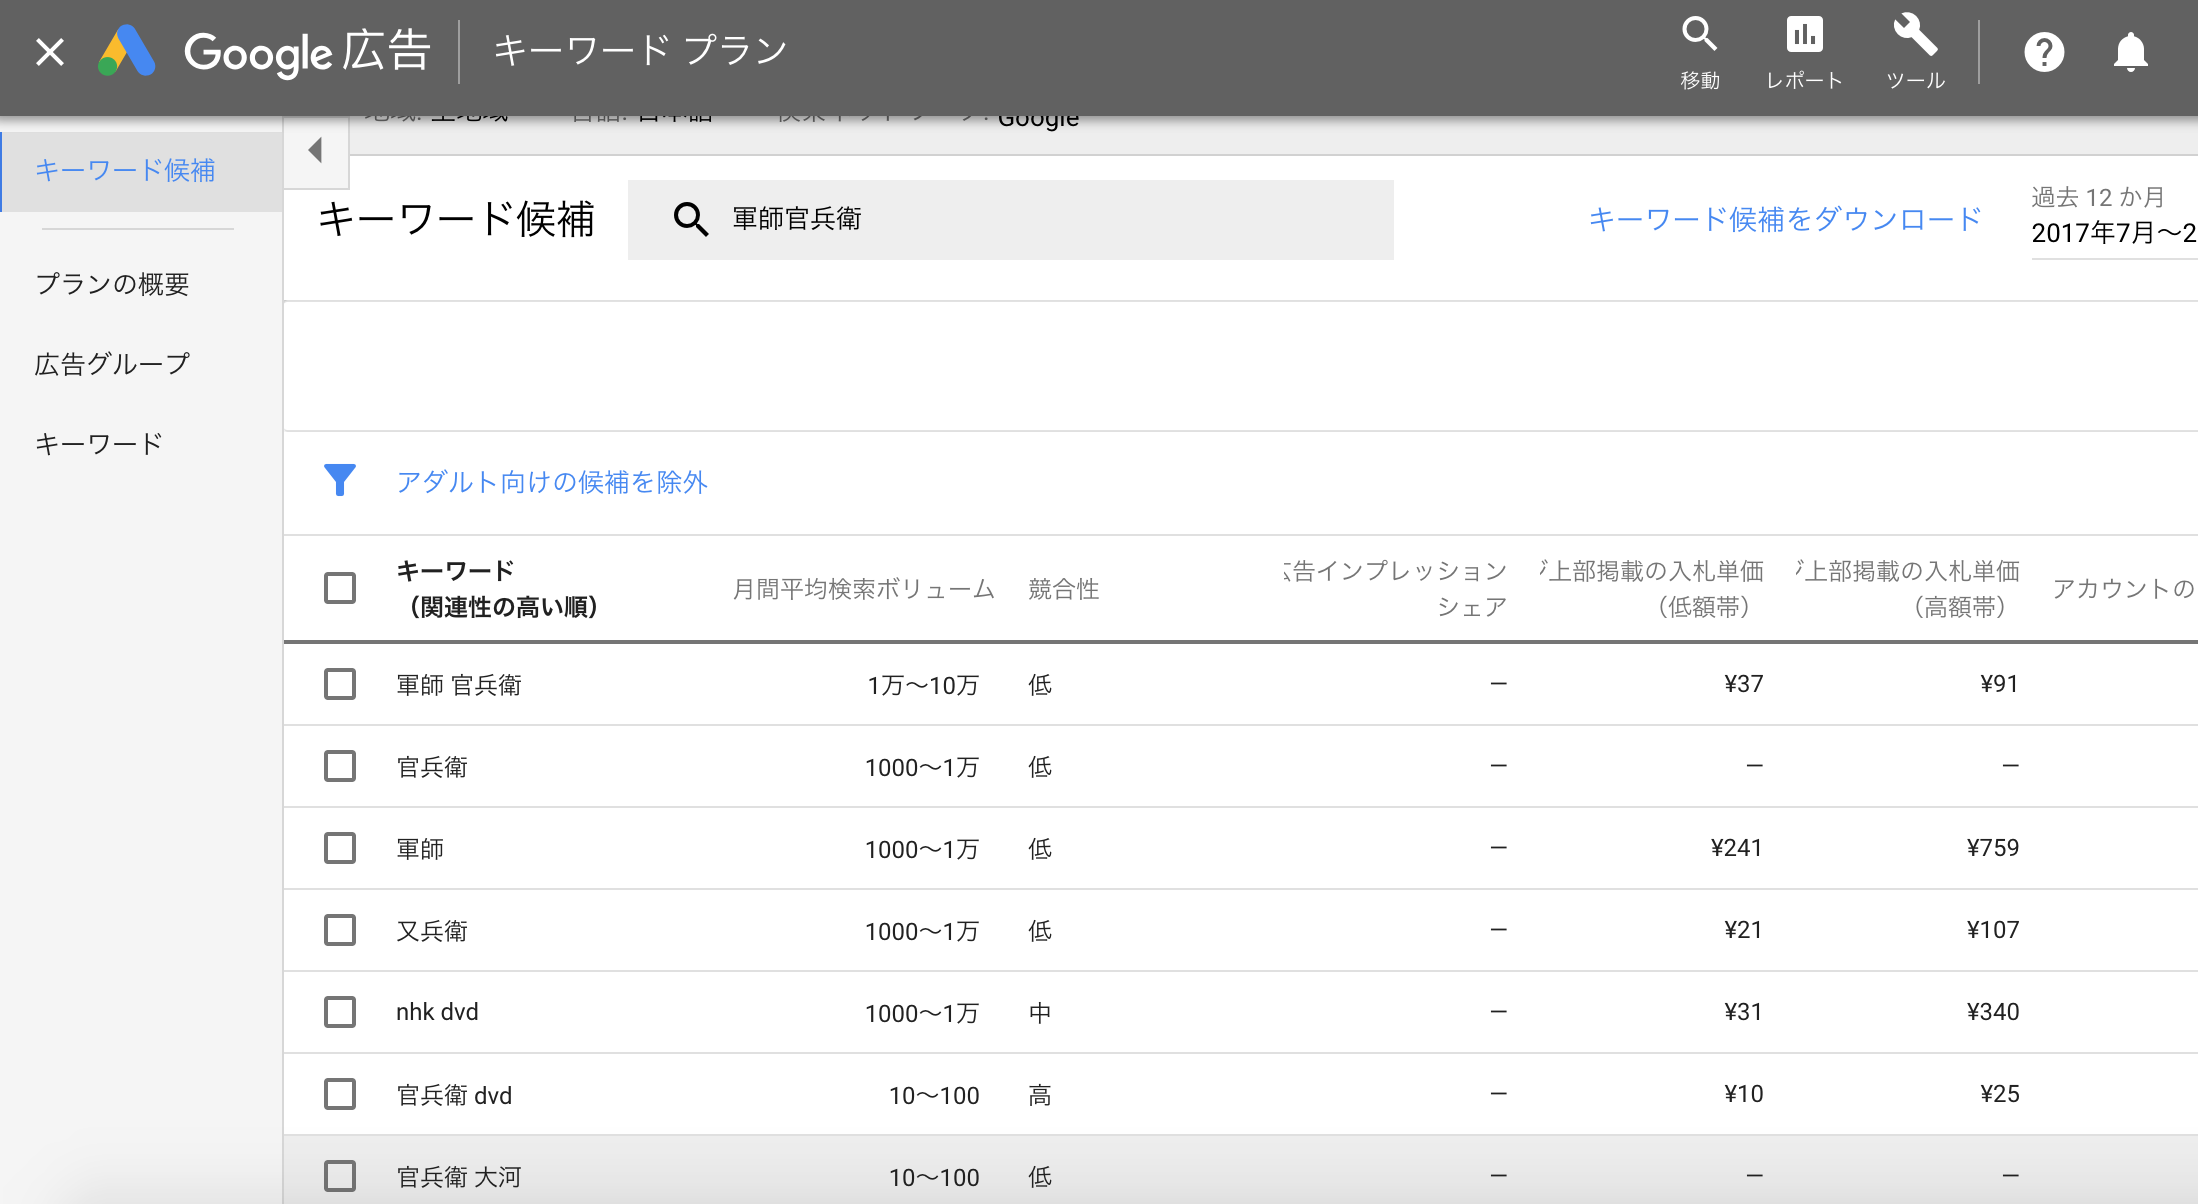 Google 広告
キーワード プラン
移動
レポート
ツール
Google
キーワード候補
プランの概要
広告グループ
キーワード
キーワード候補
軍師官兵衛
キーワード候補をダウンロード
過去 12 か月
2017年7月〜2
アダルト向けの候補を除外
キーワード
（関連性の高い順）
月間平均検索ボリューム
競合性
告インプレッション
シェア
上部掲載の入札単価
（低額帯）
上部掲載の入札単価
（高額帯）
アカウントの
軍師 官兵衛 1万〜10万 低 – ¥37 ¥91
官兵衛 1000〜1万 低 – – –
軍師 1000〜1万 低 – ¥241 ¥759
又兵衛 1000〜1万 低 – ¥21 ¥107
nhk dvd 1000〜1万 中 – ¥31 ¥340
官兵衛 dvd 10〜100 高 – ¥10 ¥25
官兵衛 大河 10〜100 低 – – –